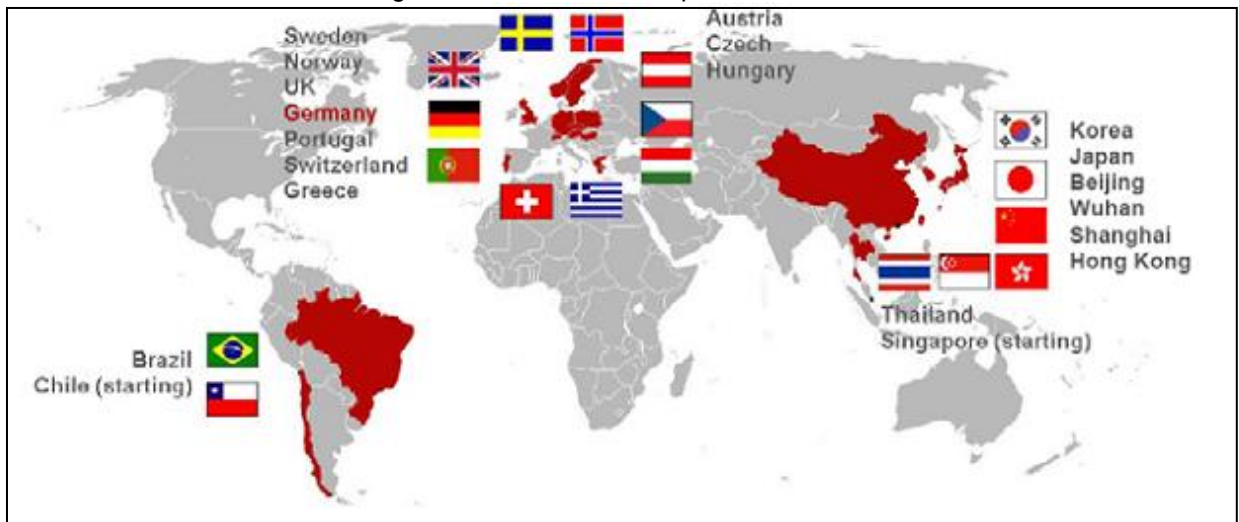 Sweden
Norway
UK
Germany
Portugal
Switzerland
Greece
Austria
Czech
Hungary
Korea
Japan
Beijing
Wuhan
Shanghai
Hong Kong
Thailand
Singapore (starting)
Brazil
Chile (starting)